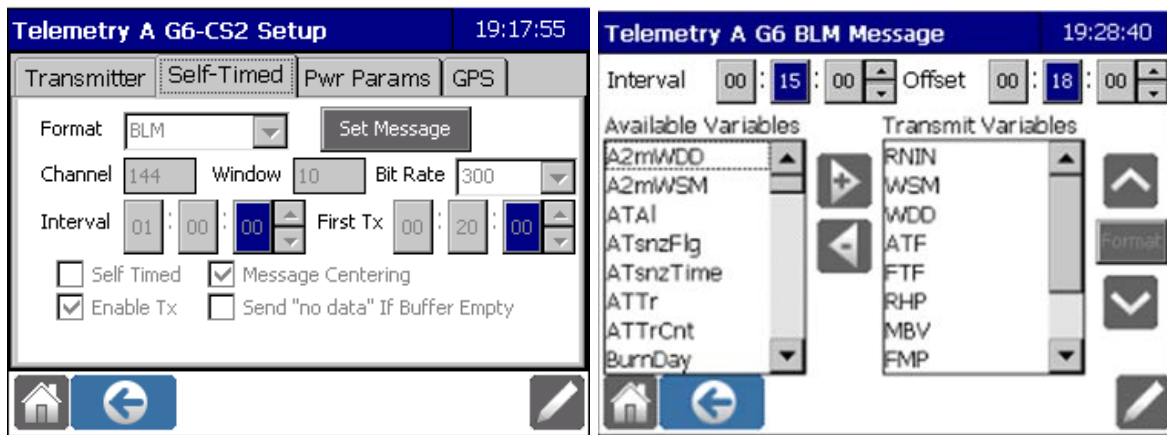 Telemetry A G6-CS2 Setup 19:17:55
Transmitter Self-Timed Pwr Params GPS
Format BLM Set Message
Channel 144 Window 10 Bit Rate 300
Interval 01 : 00 : 00 First Tx 00 : 20 : 00
Self Timed Message Centering
Enable Tx Send "no data" If Buffer Empty
Telemetry A G6 BLM Message 19:28:40
Interval 00 : 15 : 00 Offset 00 : 18 : 00
Available Variables Transmit Variables
A2mWDD RNIN
A2mWSM WSM
ATAl WDD
ATsnzFlg ATF
ATsnzTime FTF
ATTr RHP
ATTrCnt MBV
BurnDay FMP
Format